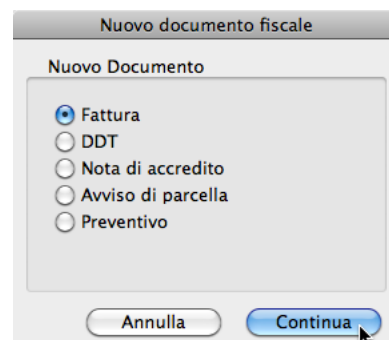 Nuovo documento fiscale
Nuovo Documento
Fattura
DDT
Nota di accredito
Avviso di parcella
Preventivo
Annulla Continua